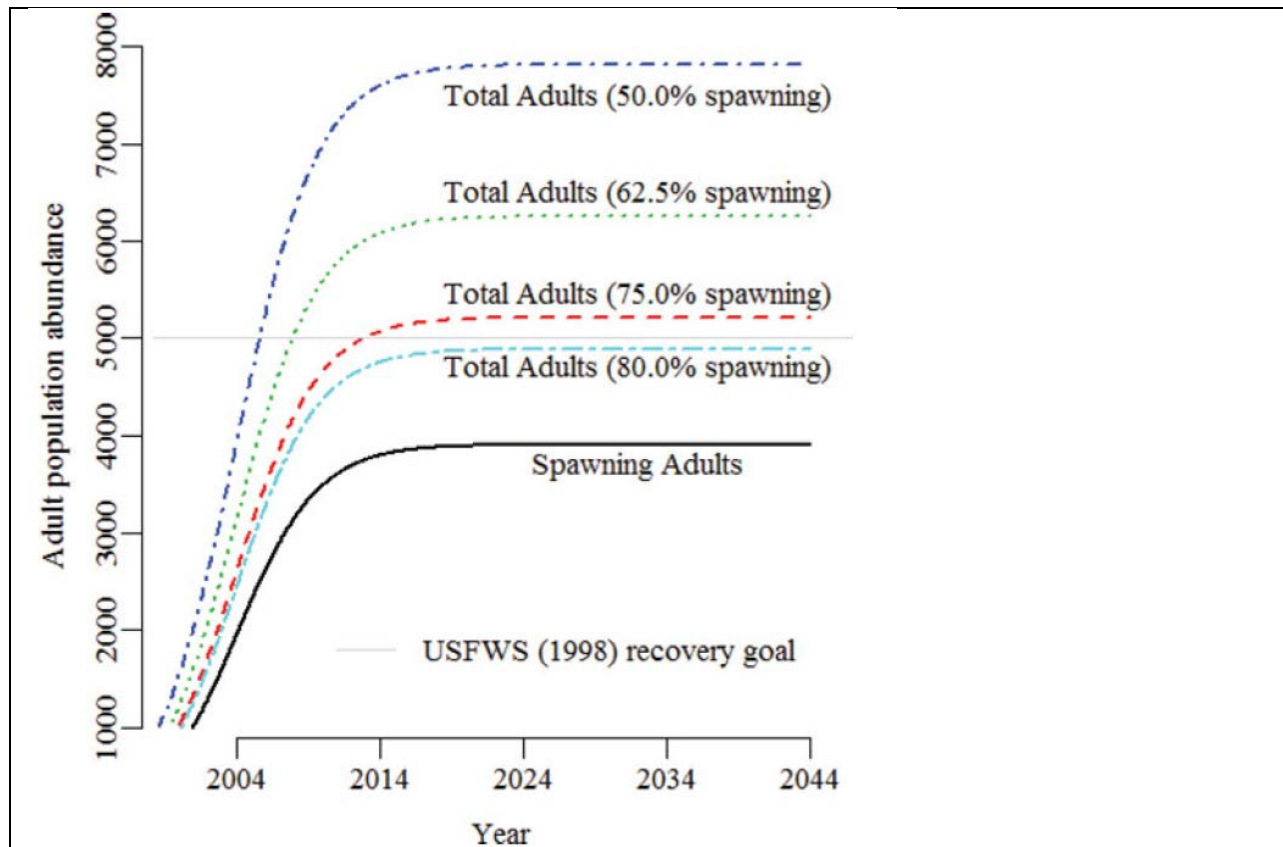 8000
7000
6000
5000
4000
3000
2000
1000
Adult population abundance
Total Adults (50.0% spawning)
Total Adults (62.5% spawning)
Total Adults (75.0% spawning)
Total Adults (80.0% spawning)
Spawning Adults
USFWS (1998) recovery goal
2004 2014 2024 2034 2044
Year